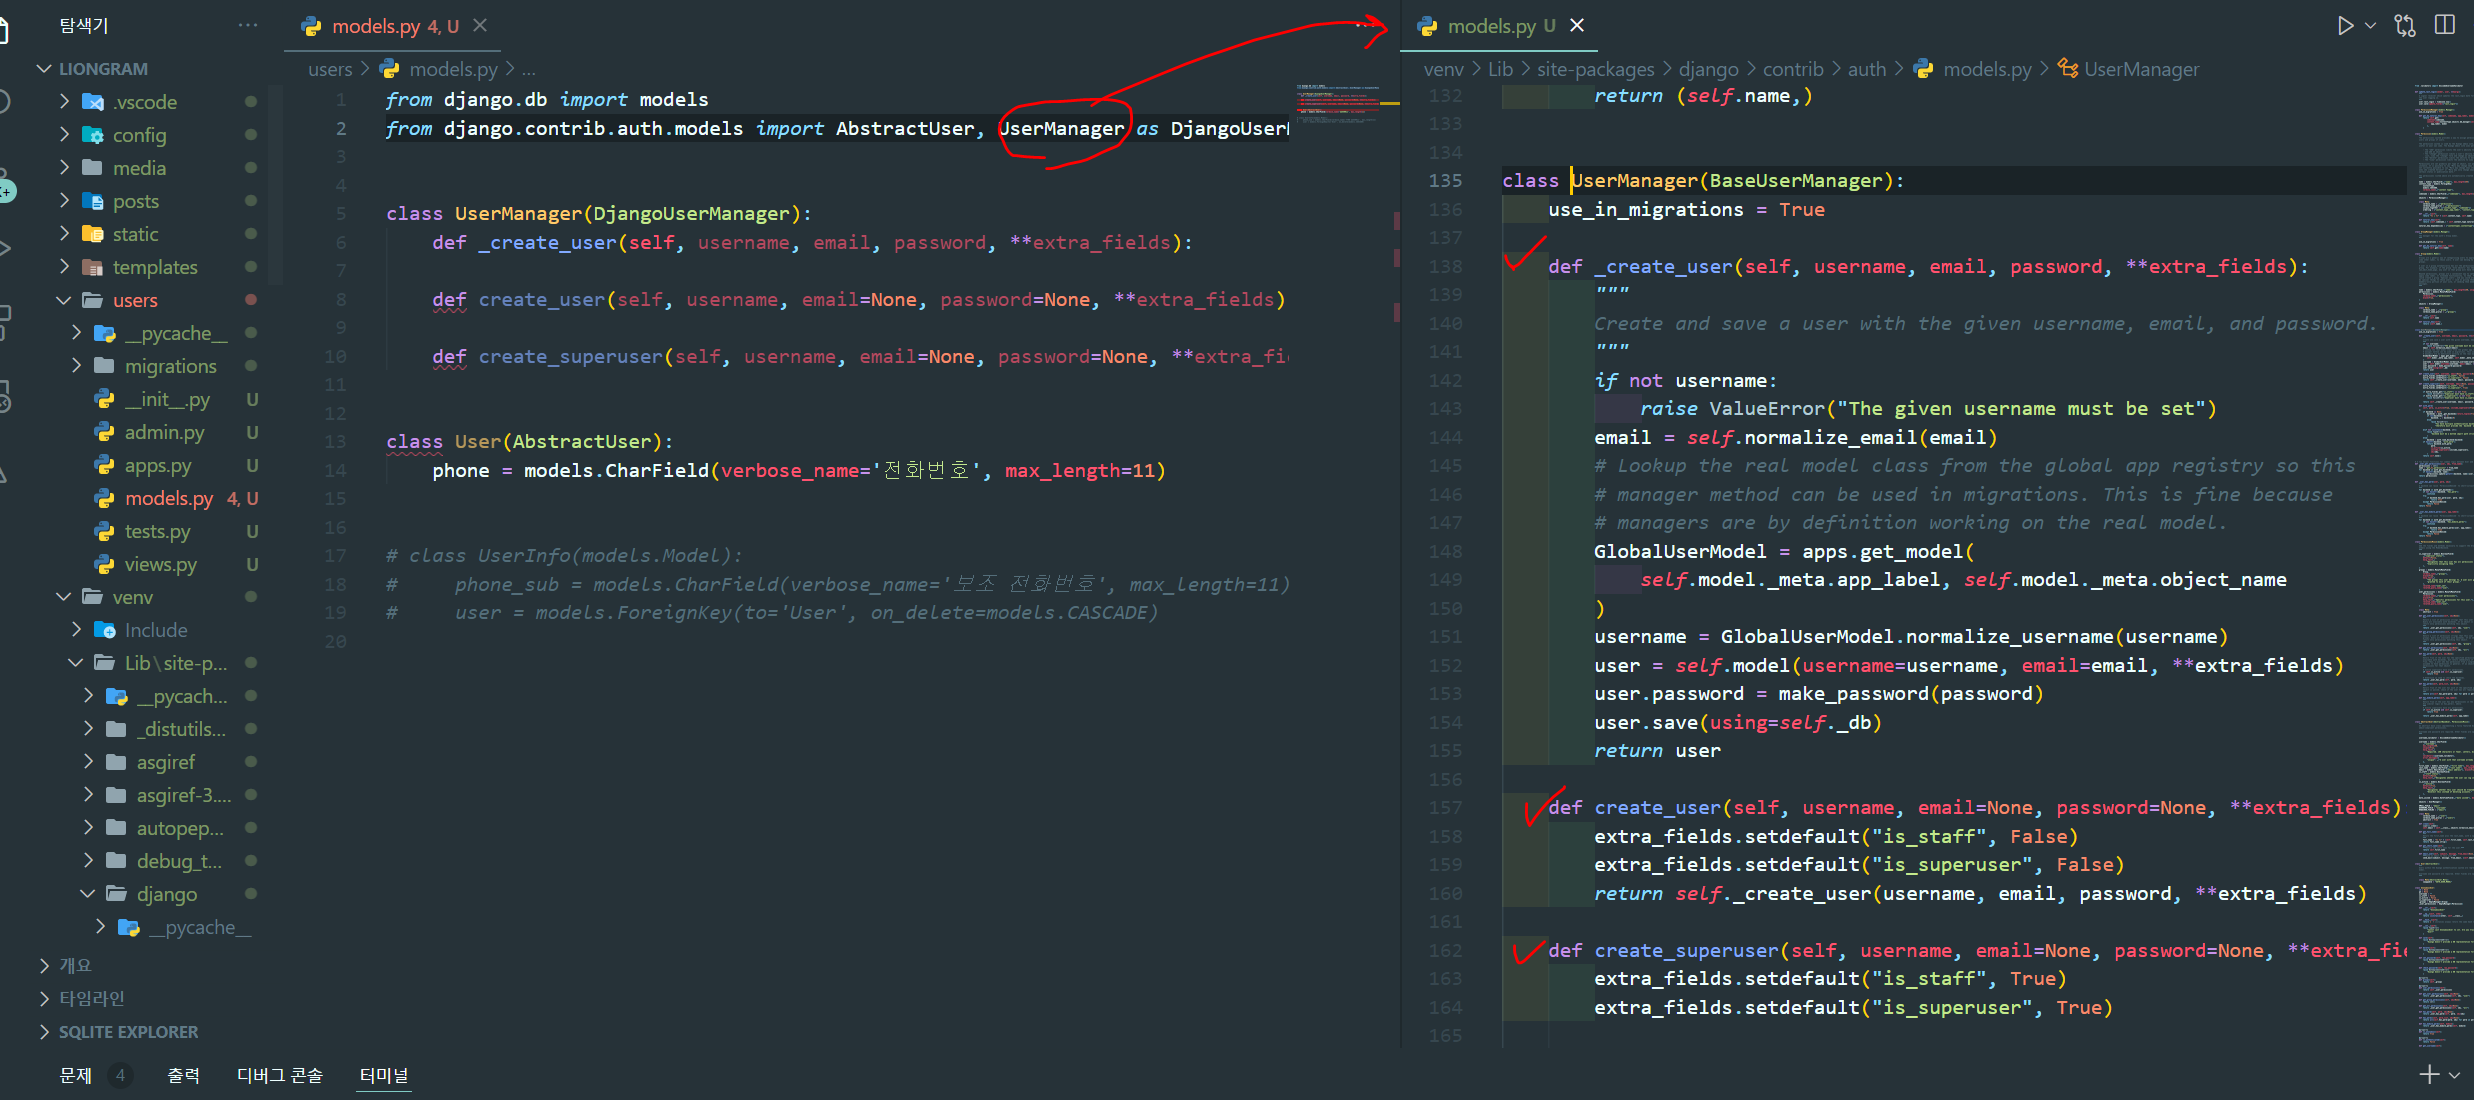 탐색기
LIONGRAM
.vscode
config
media
posts
static
templates
users
__pycache__
migrations
__init__.py U
admin.py U
apps.py U
models.py 4, U
tests.py U
views.py U
venv
Include
Lib\site-p...
__pycach...
_distutils...
asgiref
asgiref-3....
autopep...
debug_t...
django
__pycache__
개요
타임라인
SQLITE EXPLORER
models.py 4, U
users > models.py > ...
1 from django.db import models
2 from django.contrib.auth.models import AbstractUser, UserManager as DjangoUser
3
4
5 class UserManager(DjangoUserManager):
6 def _create_user(self, username, email, password, **extra_fields):
7
8 def create_user(self, username, email=None, password=None, **extra_fields)
9
10 def create_superuser(self, username, email=None, password=None, **extra_fi
11
12
13 class User(AbstractUser):
14 phone = models.CharField(verbose_name='전화번호', max_length=11)
15
16
17 # class UserInfo(models.Model):
18 # phone_sub = models.CharField(verbose_name='보조 전화번호', max_length=11)
19 # user = models.ForeignKey(to='User', on_delete=models.CASCADE)
20
models.py U
venv > Lib > site-packages > django > contrib > auth > models.py > UserManager
132 return (self.name,)
133
134
135 class UserManager(BaseUserManager):
136 use_in_migrations = True
137
138 def _create_user(self, username, email, password, **extra_fields):
139 """
140 Create and save a user with the given username, email, and password.
141 """
142 if not username:
143 raise ValueError("The given username must be set")
144 email = self.normalize_email(email)
145 # Lookup the real model class from the global app registry so this
146 # manager method can be used in migrations. This is fine because
147 # managers are by definition working on the real model.
148 GlobalUserModel = apps.get_model(
149 self.model._meta.app_label, self.model._meta.object_name
150 )
151 username = GlobalUserModel.normalize_username(username)
152 user = self.model(username=username, email=email, **extra_fields)
153 user.password = make_password(password)
154 user.save(using=self._db)
155 return user
156
157 def create_user(self, username, email=None, password=None, **extra_fields)
158 extra_fields.setdefault("is_staff", False)
159 extra_fields.setdefault("is_superuser", False)
160 return self._create_user(username, email, password, **extra_fields)
161
162 def create_superuser(self, username, email=None, password=None, **extra_fi
163 extra_fields.setdefault("is_staff", True)
164 extra_fields.setdefault("is_superuser", True)
165
문제 4 출력 디버그 콘솔 터미널